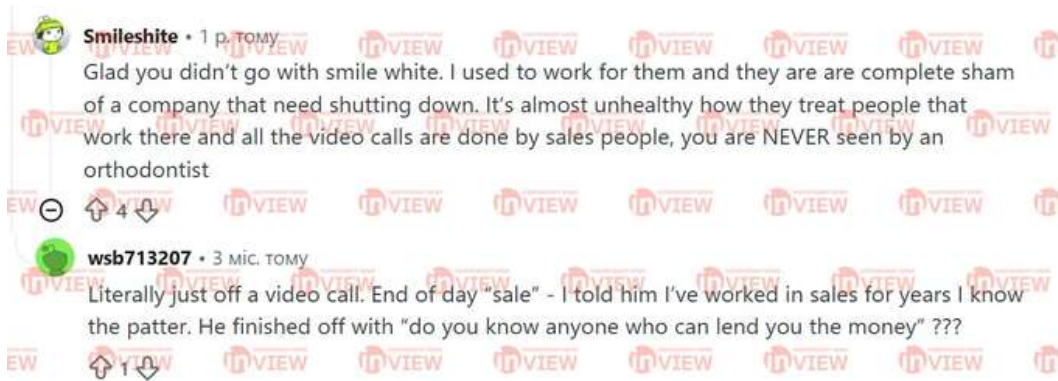 Smileshite • 1 р. тому
Glad you didn't go with smile white. I used to work for them and they are are complete sham
of a company that need shutting down. It's almost unhealthy how they treat people that
work there and all the video calls are done by sales people, you are NEVER seen by an
orthodontist
4
wsb713207 • 3 міс. тому
Literally just off a video call. End of day "sale" - I told him I've worked in sales for years I know
the patter. He finished off with "do you know anyone who can lend you the money" ???
1
INVIEW